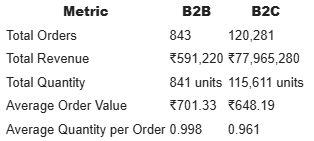 Metric B2B B2C
Total Orders 843 120,281
Total Revenue ₹591,220 ₹77,965,280
Total Quantity 841 units 115,611 units
Average Order Value ₹701.33 ₹648.19
Average Quantity per Order 0.998 0.961